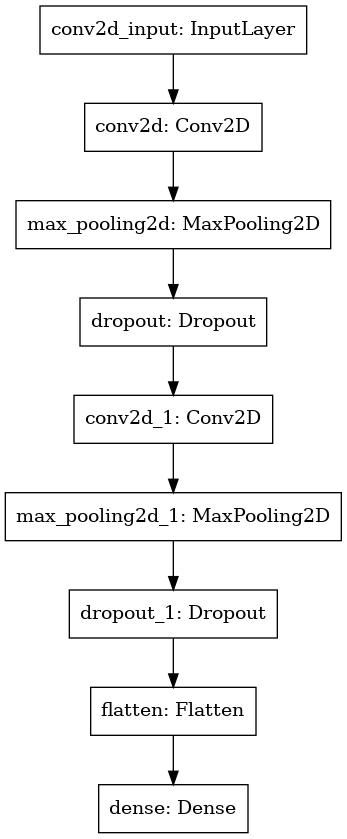 conv2d_input: InputLayer
conv2d: Conv2D
max_pooling2d: MaxPooling2D
dropout: Dropout
conv2d_1: Conv2D
max_pooling2d_1: MaxPooling2D
dropout_1: Dropout
flatten: Flatten
dense: Dense